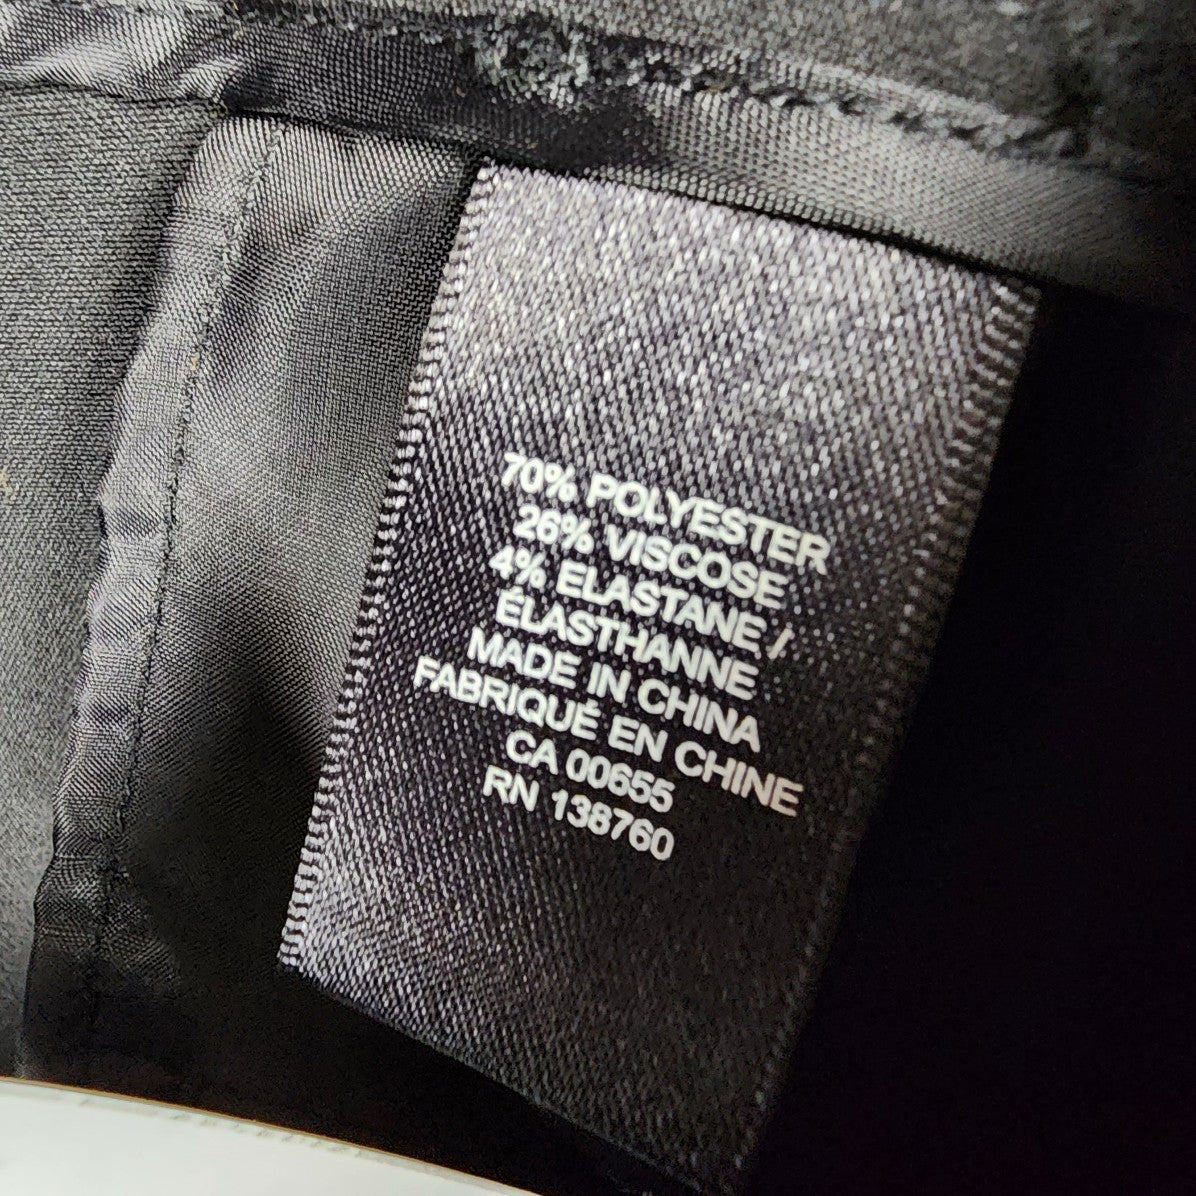 70% POLYESTER
26% VISCOSE
4% ELASTANE /
ÉLASTHANNE
MADE IN CHINA
FABRIQUÉ EN CHINE
CA 00655
RN 138760